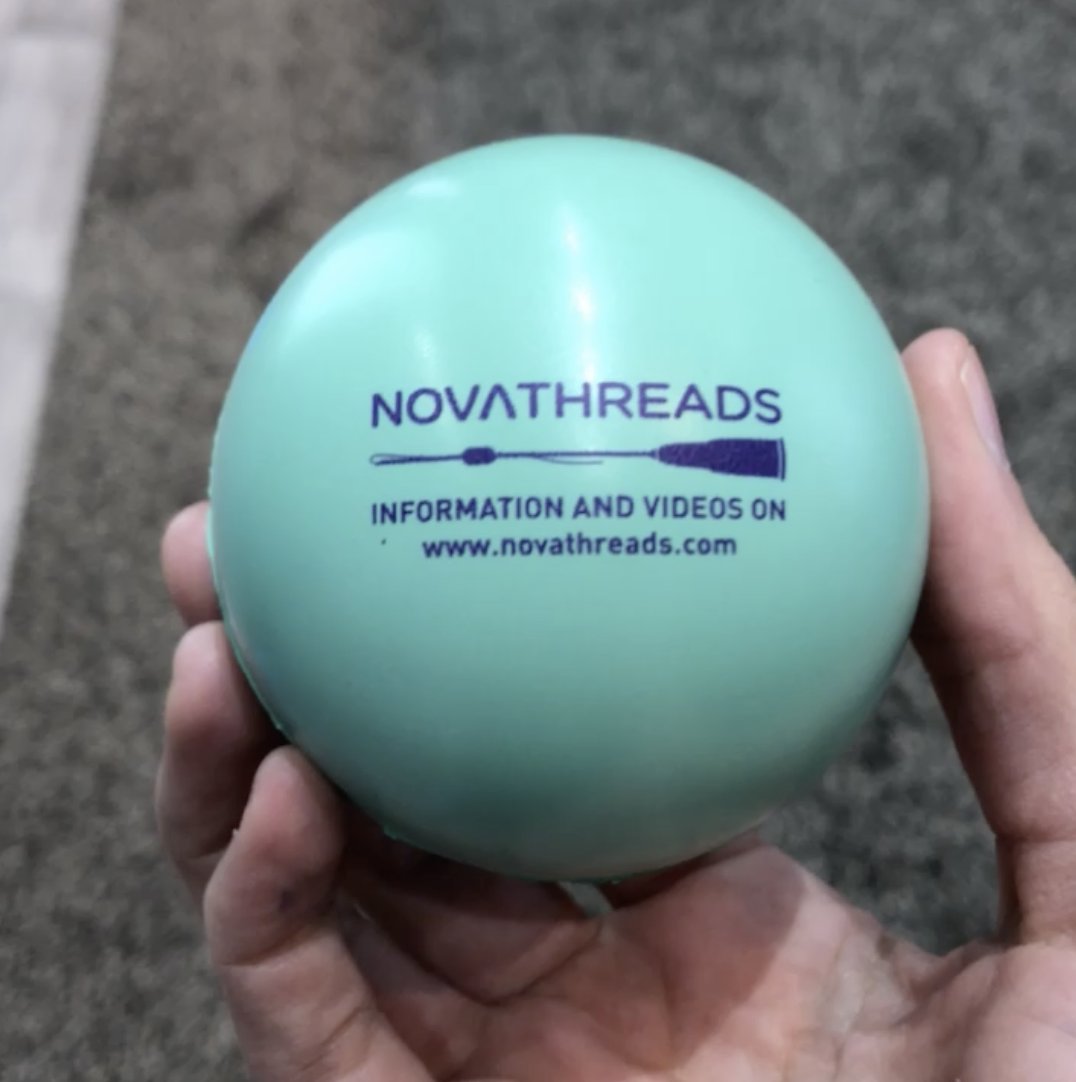 NOVATHREADS
INFORMATION AND VIDEOS ON
www.novathreads.com